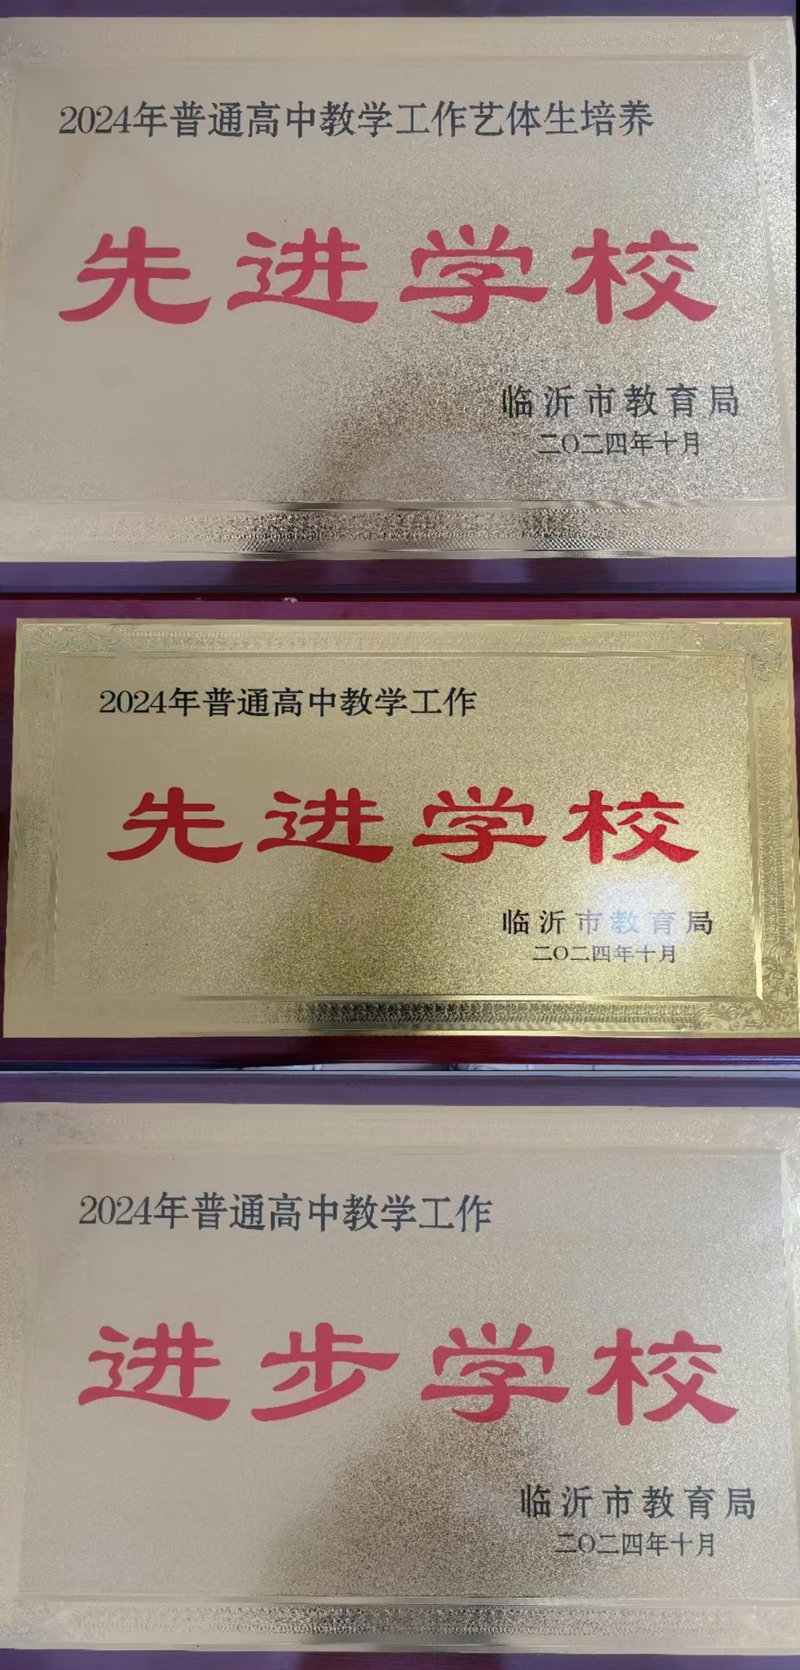 2024年普通高中教学工作艺体生培养
先进学校
临沂市教育局
二〇二四年十月
2024年普通高中教学工作
先进学校
临沂市教育局
二〇二四年十月
2024年普通高中教学工作
进步学校
临沂市教育局
二〇二四年十月